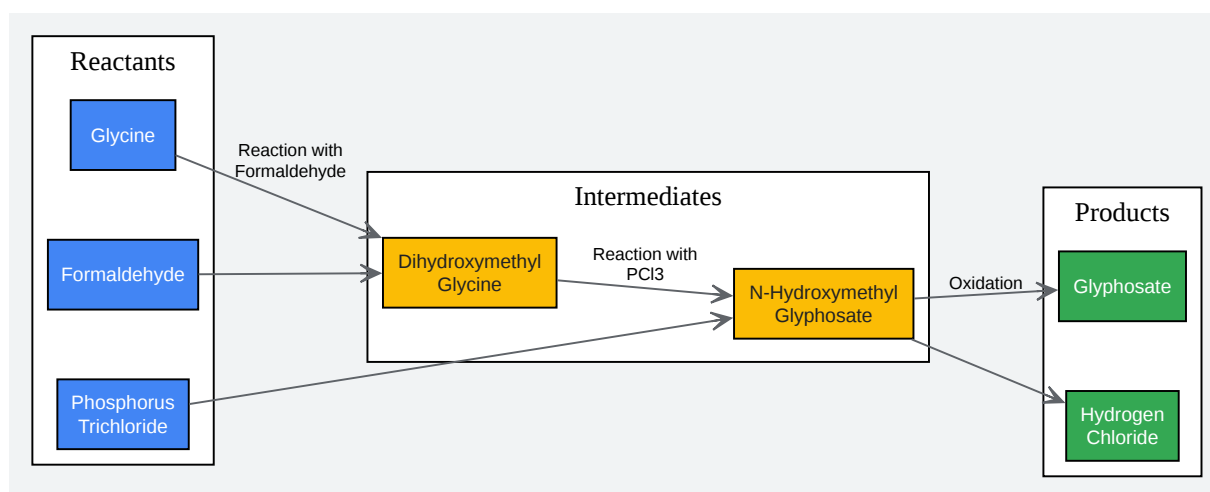 Reactants
Glycine
Formaldehyde
Phosphorus
Trichloride
Reaction with
Formaldehyde
Intermediates
Dihydroxymethyl
Glycine
Reaction with
PCl3
N-Hydroxymethyl
Glyphosate
Oxidation
Products
Glyphosate
Hydrogen
Chloride